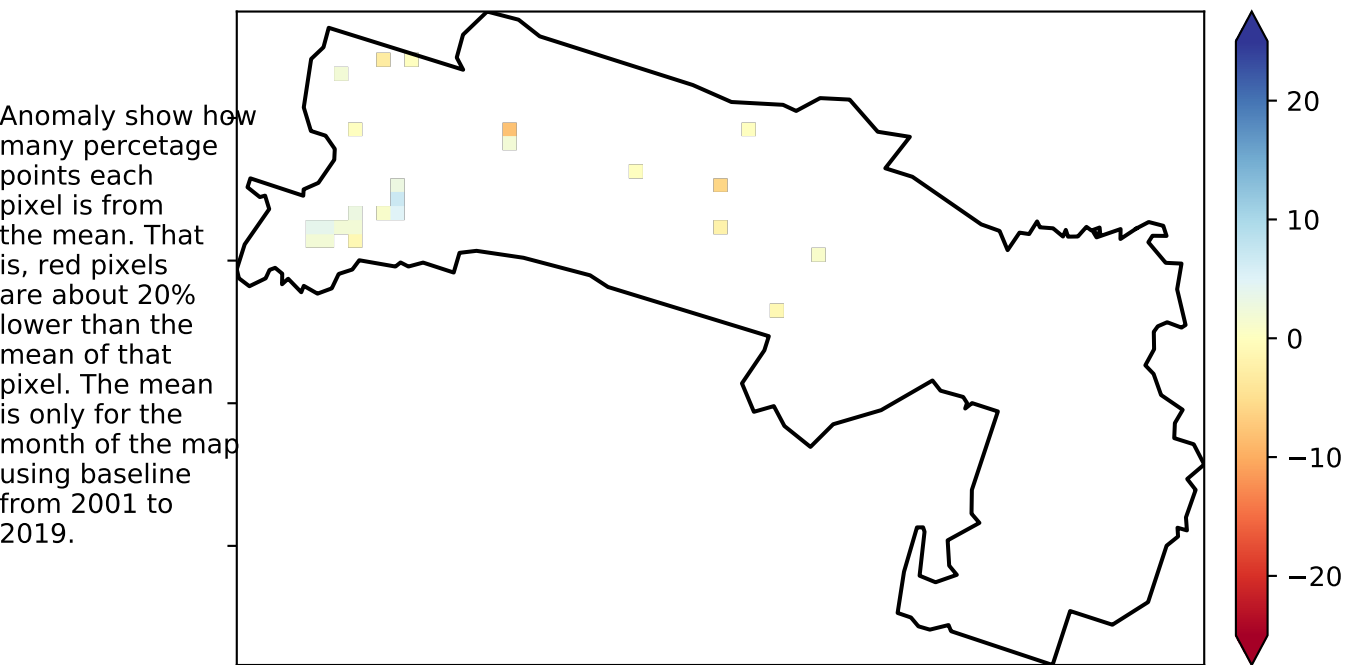 Anomaly show how
many percetage
points each
pixel is from
the mean. That
is, red pixels
are about 20%
lower than the
mean of that
pixel. The mean
is only for the
month of the map
using baseline
from 2001 to
2019.
20
10
0
−10
−20